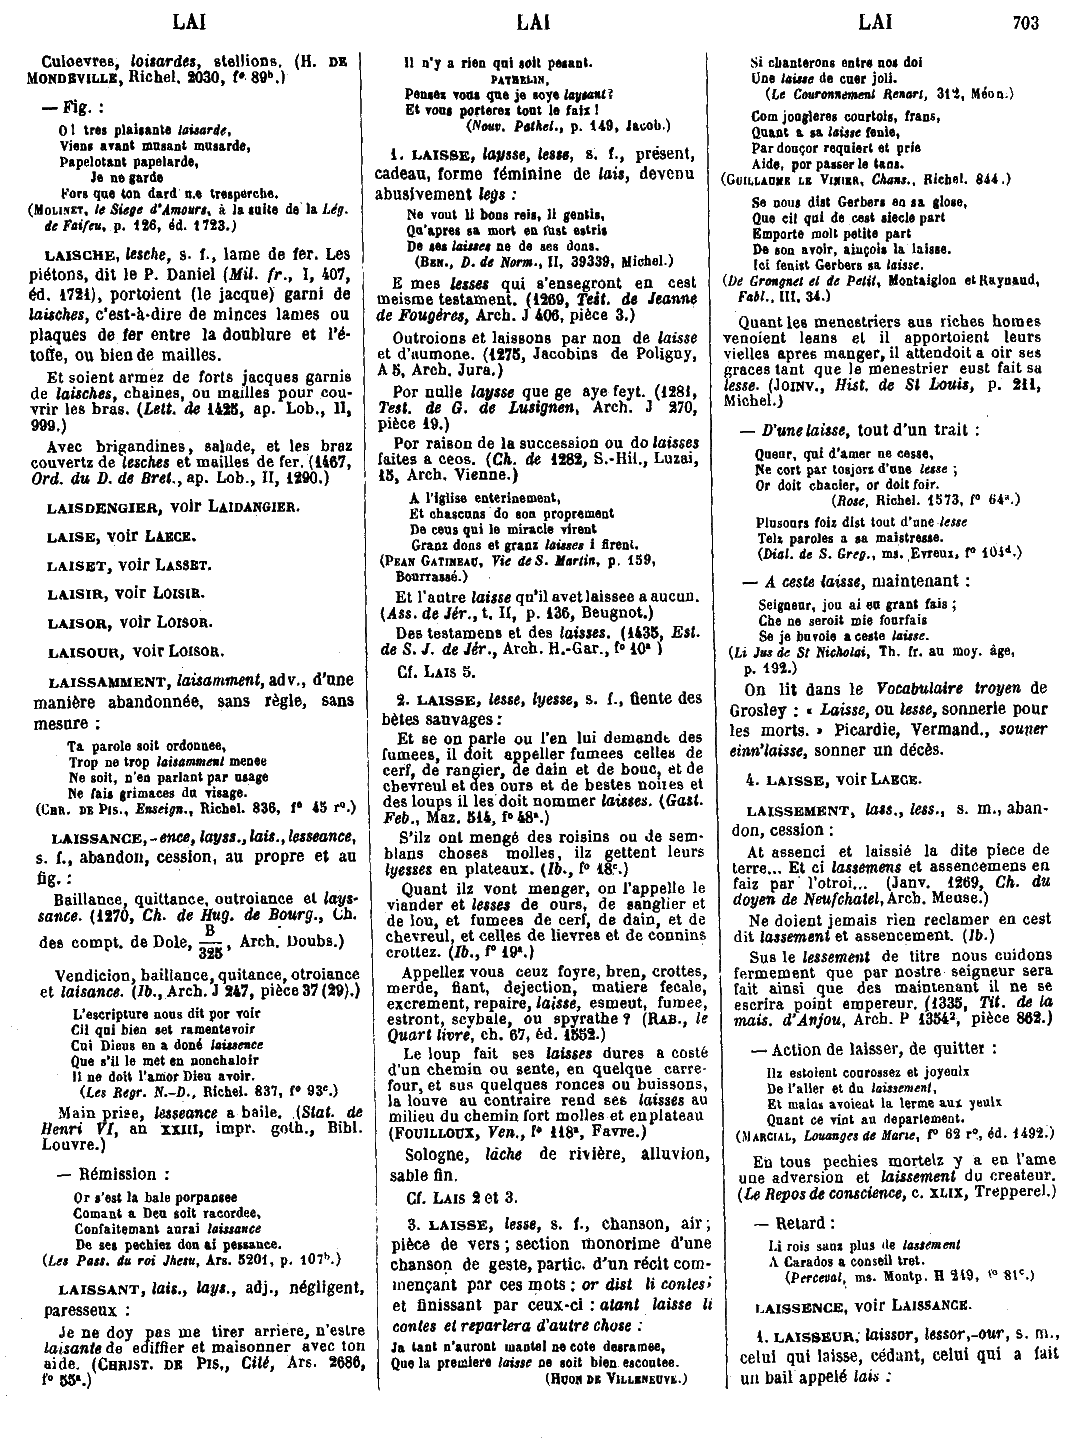 LAI LAI LAI 703
Culoevres, loisardes, stellions. (H. DE
MONDEVILLE, Richel. 2030, f° 89ᵇ.)
— Fig. :
O! tres plaisante laisarde,
Viens avant musant musarde,
Papelotant papelarde,
Je ne garde
Fors que ton dard n.e tresperche.
(MOLINET, le Siege d'Amours, à la suite de la Lég.
de Faifeu, p. 126, éd. 1723.)
LAISCHE, lesche, s. f., lame de fer. Les
piétons, dit le P. Daniel (Mil. fr., I, 407,
éd. 1721), portoient (le jacque) garni de
laisches, c'est-à-dire de minces lames ou
plaques de fer entre la doublure et l'é-
toffe, ou bien de mailles.
Et soient armez de forts jacques garnis
de laisches, chaines, ou mailles pour cou-
vrir les bras. (Lett. de 1425, ap. Lob., II,
999.)
Avec brigandines, salade, et les braz
couvertz de lesches et mailles de fer. (1467,
Ord. du D. de Bret., ap. Lob., II, 1290.)
LAISDENGIER, voir LAIDANGIER.
LAISE, voir LAECE.
LAISET, voir LASSET.
LAISIR, voir LOISIR.
LAISOR, voir LOISOR.
LAISOUR, voir LOISOR.
LAISSAMMENT, laisamment, adv., d'une
manière abandonnée, sans règle, sans
mesure :
Ta parole soit ordonnee,
Trop ne trop laisamment menee
Ne soit, n'en parlant par usage
Ne fais grimaces du visage.
(CHR. DE PIS., Enseign., Richel. 836, f° 45 r°.)
LAISSANCE, -ence, layss., lais., lesseance,
s. f., abandon, cession, au propre et au
fig. :
Baillance, quittance, outroiance et lays-
sance. (1270, Ch. de Hug. de Bourg., Ch.
des compt. de Dole, B/325, Arch. Doubs.)
Vendicion, baillance, quitance, otroiance
et laisance. (Ib., Arch. J 247, pièce 37 (29).)
L'escripture nous dit por voir
Cil qui bien set ramentevoir
Cui Dieus en a doné laissence
Que s'il le met en nonchaloir
Il ne doit l'amor Dieu avoir.
(Les Regr. N.-D., Richel. 837, f° 93ᶜ.)
Main prise, lesseance a baile. (Stat. de
Henri VI, an XXIII, impr. goth., Bibl.
Louvre.)
— Rémission :
Or s'est la bale porpansee
Comant a Deu soit racordee,
Confaitemant aurai laissance
De ses pechiez don ai pessance.
(Les Pass. du roi Jhesu, Ars. 5201, p. 107ᵇ.)
LAISSANT, lais., lays., adj., négligent,
paresseux :
Je ne doy pas me tirer arriere, n'estre
laisante de ediffier et maisonner avec ton
aide. (CHRIST. DE PIS., Cité, Ars. 2686,
f° 55ᵃ.)
Il n'y a rien qui soit pesant.
PATHELIN,
Pensez vous que je soye laysant?
Et vous porterez tout le faix!
(Nouv. Pathel., p. 149, Jacob.)
1. LAISSE, laysse, lesse, s. f., présent,
cadeau, forme féminine de lais, devenu
abusivement legs :
Ne vout li bons reis, li gentis,
Qu'apres sa mort en fust estris
De ses laisses ne de ses dons.
(BEN., D. de Norm., II, 39339, Michel.)
E mes lesses qui s'ensegront en cest
meisme testament. (1269, Test. de Jeanne
de Fougères, Arch. J 406, pièce 3.)
Outroions et laissons par non de laisse
et d'aumone. (1275, Jacobins de Poligny,
A 5, Arch. Jura.)
Por nulle laysse que ge aye feyt. (1281,
Test. de G. de Lusignen, Arch. J 270,
pièce 19.)
Por raison de la succession ou do laisses
faites a ceos. (Ch. de 1282, S.-Hil., Luzai,
15, Arch. Vienne.)
A l'iglise enterinement,
Et chascuns do son proprement
De ceus qui le miracle virent
Granz dons et granz laisses i firent.
(PEAN GATINEAU, Vie de S. Martin, p. 159,
Bourrassé.)
Et l'autre laisse qu'il avet laissee a aucun.
(Ass. de Jér., t. II, p. 136, Beugnot.)
Des testamens et des laisses. (1435, Est.
de S. J. de Jér., Arch. H.-Gar., f° 10ᵃ)
Cf. LAIS 5.
2. LAISSE, lesse, lyesse, s. f., fiente des
bêtes sauvages :
Et se on parle ou l'en lui demande des
fumees, il doit appeller fumees celles de
cerf, de rangier, de dain et de bouc, et de
chevreul et des ours et de bestes noires et
des loups il les doit nommer laisses. (Gast.
Feb., Maz. 514, f° 48ᵃ.)
S'ilz ont mengé des roisins ou de sem-
blans choses molles, ilz gettent leurs
lyesses en plateaux. (Ib., f° 18ᶜ.)
Quant ilz vont menger, on l'appelle le
viander et lesses de ours, de sanglier et
de lou, et fumees de cerf, de dain, et de
chevreul, et celles de lievres et de connins
crottez. (Ib., f° 19ᵃ.)
Appellez vous ceuz foyre, bren, crottes,
merde, fiant, dejection, matiere fecale,
excrement, repaire, laisse, esmeut, fumee,
estront, scybale, ou spyrathe? (RAB., le
Quart livre, ch. 67, éd. 1552.)
Le loup fait ses laisses dures a costé
d'un chemin ou sente, en quelque carre-
four, et sus quelques ronces ou buissons,
la louve au contraire rend ses laisses au
milieu du chemin fort molles et en plateau
(FOUILLOUX, Ven., f° 118ᵃ, Favre.)
Sologne, lâche de rivière, alluvion,
sable fin.
Cf. LAIS 2 et 3.
3. LAISSE, lesse, s. f., chanson, air;
pièce de vers; section monorime d'une
chanson de geste, partic. d'un récit com-
mençant par ces mots : or dist li contes;
et finissant par ceux-ci : atant laisse li
contes et reparlera d'autre chose :
Ja tant n'auront mantel ne cote desramee,
Que la premiere laisse ne soit bien escoutee.
(HUON DE VILLENEUVE.)
Si chanterons entre nos doi
Une laisse de cuer joli.
(Le Couronnement Renart, 312, Méon.)
Com jongleres courtois, frans,
Quant a sa laisse fenie,
Par douçor requiert et prie
Aide, por passer le tans.
(GUILLAUME LE VINIER, Chans., Richel. 844.)
Se nous dist Gerbers en sa glose,
Que cil qui de cest siecle part
Emporte molt petite part
De son avoir, ainçois la laisse.
Ici fenist Gerbers sa laisse.
(De Grongnet et de Petit, Montaiglon et Raynaud,
Fabl., III, 34.)
Quant les menestriers aus riches homes
venoient leans et il apportoient leurs
vielles apres manger, il attendoit a oir ses
graces tant que le menestrier eust fait sa
lesse. (JOINV., Hist. de St Louis, p. 211,
Michel.)
— D'une laisse, tout d'un trait :
Queur, qui d'amer ne cesse,
Ne cort par tosjorz d'une lesse;
Or doit chacier, or doit foir.
(Rose, Richel. 1573, f° 64ᵃ.)
Plusours foiz dist tout d'une lesse
Telz paroles a sa maistresse.
(Dial. de S. Greg., ms. Evreux, f° 101ᵈ.)
— A ceste laisse, maintenant :
Seigneur, jou ai eu grant fais;
Che ne seroit mie fourfais
Se je buvoie a ceste laisse.
(Li Jus de St Nicholai, Th. fr. au moy. âge,
p. 192.)
On lit dans le Vocabulaire troyen de
Grosley : « Laisse, ou lesse, sonnerie pour
les morts. » Picardie, Vermand., souner
einn'laisse, sonner un décès.
4. LAISSE, voir LAECE.
LAISSEMENT, lass., less., s. m., aban-
don, cession :
At assenci et laissié la dite piece de
terre... Et ci lassemens et assencemens en
faiz par l'otroi... (Janv. 1269, Ch. du
doyen de Neufchatel, Arch. Meuse.)
Ne doient jamais rien reclamer en cest
dit lassement et assencement. (Ib.)
Sus le lessement de titre nous cuidons
fermement que par nostre seigneur sera
fait ainsi que des maintenant il ne se
escrira point empereur. (1335, Tit. de la
mais. d'Anjou, Arch. P 1354², pièce 862.)
— Action de laisser, de quitter :
Ilz estoient courossez et joyeulx
De l'aller et du laissement,
Et mains avoient la lerme aux yeulx
Quant ce vint au departement.
(MARCIAL, Louanges de Marie, f° 62 r°, éd. 1492.)
En tous pechies mortelz y a en l'ame
une adversion et laissement du createur.
(Le Repos de conscience, c. XLIX, Trepperel.)
— Retard :
Li rois sanz plus de lassement
A Carados a conseil tret.
(Perceval, ms. Montp. H 249, f° 81ᶜ.)
LAISSENCE, voir LAISSANCE.
1. LAISSEUR, laissor, lessor, -our, s. m.,
celui qui laisse, cédant, celui qui a fait
un bail appelé lais :